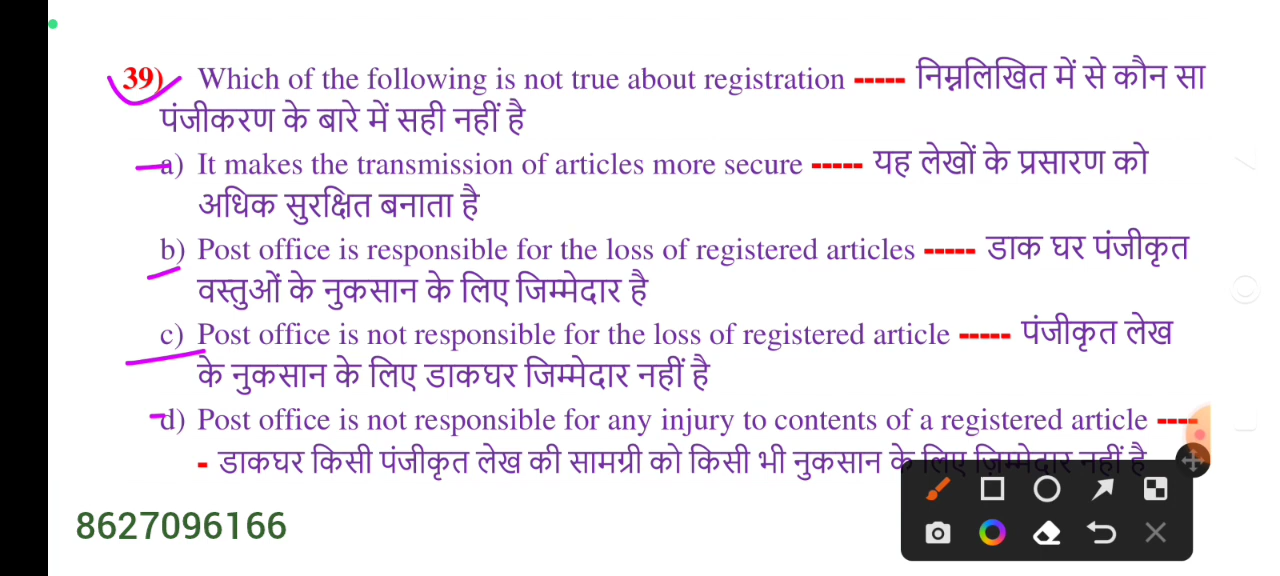 39) Which of the following is not true about registration ----- निम्नलिखित में से कौन सा
पंजीकरण के बारे में सही नहीं है
a) It makes the transmission of articles more secure ----- यह लेखों के प्रसारण को
अधिक सुरक्षित बनाता है
b) Post office is responsible for the loss of registered articles ----- डाक घर पंजीकृत
वस्तुओं के नुकसान के लिए जिम्मेदार है
c) Post office is not responsible for the loss of registered article ----- पंजीकृत लेख
के नुकसान के लिए डाकघर जिम्मेदार नहीं है
d) Post office is not responsible for any injury to contents of a registered article ----
- डाकघर किसी पंजीकृत लेख की सामग्री को किसी भी नुकसान के लिए ज़िम्मेदार नहीं है
8627096166